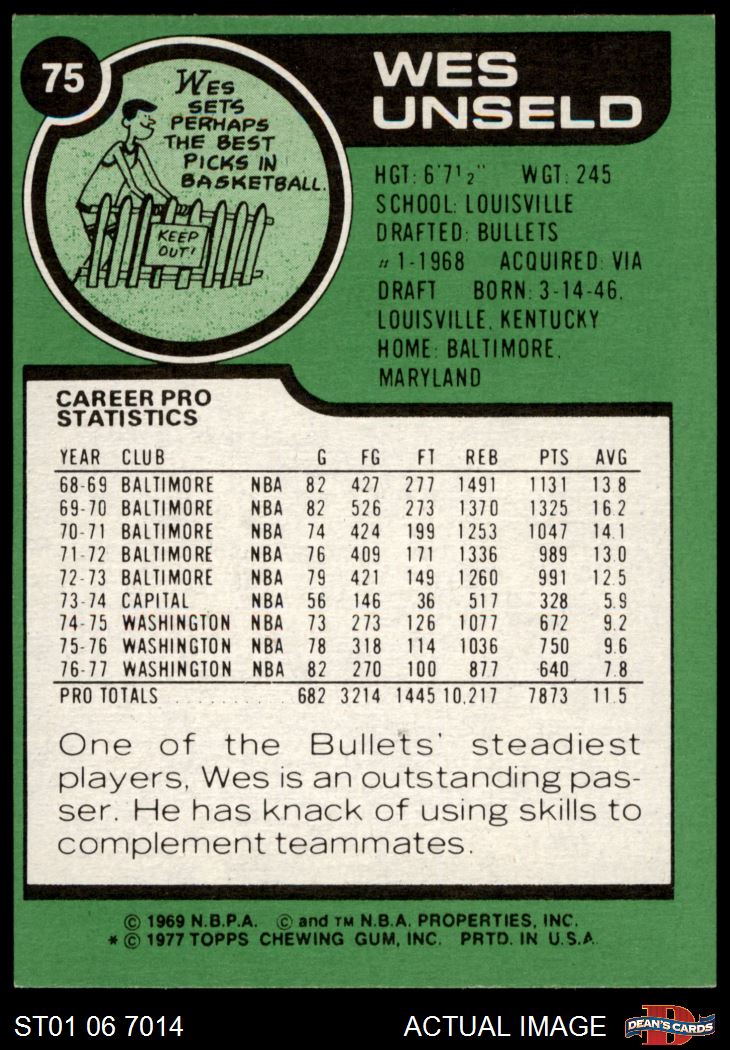 75
WES
SETS
PERHAPS
THE BEST
PICKS IN
BASKETBALL.
KEEP
OUT!
WES
UNSELD
HGT: 6'7 1/2" WGT: 245
SCHOOL: LOUISVILLE
DRAFTED: BULLETS
#1-1968 ACQUIRED: VIA
DRAFT BORN: 3-14-46,
LOUISVILLE, KENTUCKY
HOME: BALTIMORE,
MARYLAND
CAREER PRO
STATISTICS
YEAR CLUB G FG FT REB PTS AVG
68-69 BALTIMORE NBA 82 427 277 1491 1131 13.8
69-70 BALTIMORE NBA 82 526 273 1370 1325 16.2
70-71 BALTIMORE NBA 74 424 199 1253 1047 14.1
71-72 BALTIMORE NBA 76 409 171 1336 989 13.0
72-73 BALTIMORE NBA 79 421 149 1260 991 12.5
73-74 CAPITAL NBA 56 146 36 517 328 5.9
74-75 WASHINGTON NBA 73 273 126 1077 672 9.2
75-76 WASHINGTON NBA 78 318 114 1036 750 9.6
76-77 WASHINGTON NBA 82 270 100 877 640 7.8
PRO TOTALS . . . . . . . . . . 682 3214 1445 10,217 7873 11.5
One of the Bullets' steadiest
players, Wes is an outstanding pas-
ser. He has knack of using skills to
complement teammates.
© 1969 N.B.P.A. © and TM N.B.A. PROPERTIES, INC.
* © 1977 TOPPS CHEWING GUM, INC. PRTD. IN U.S.A.
ST01 06 7014 ACTUAL IMAGE
D
DEAN'S CARDS